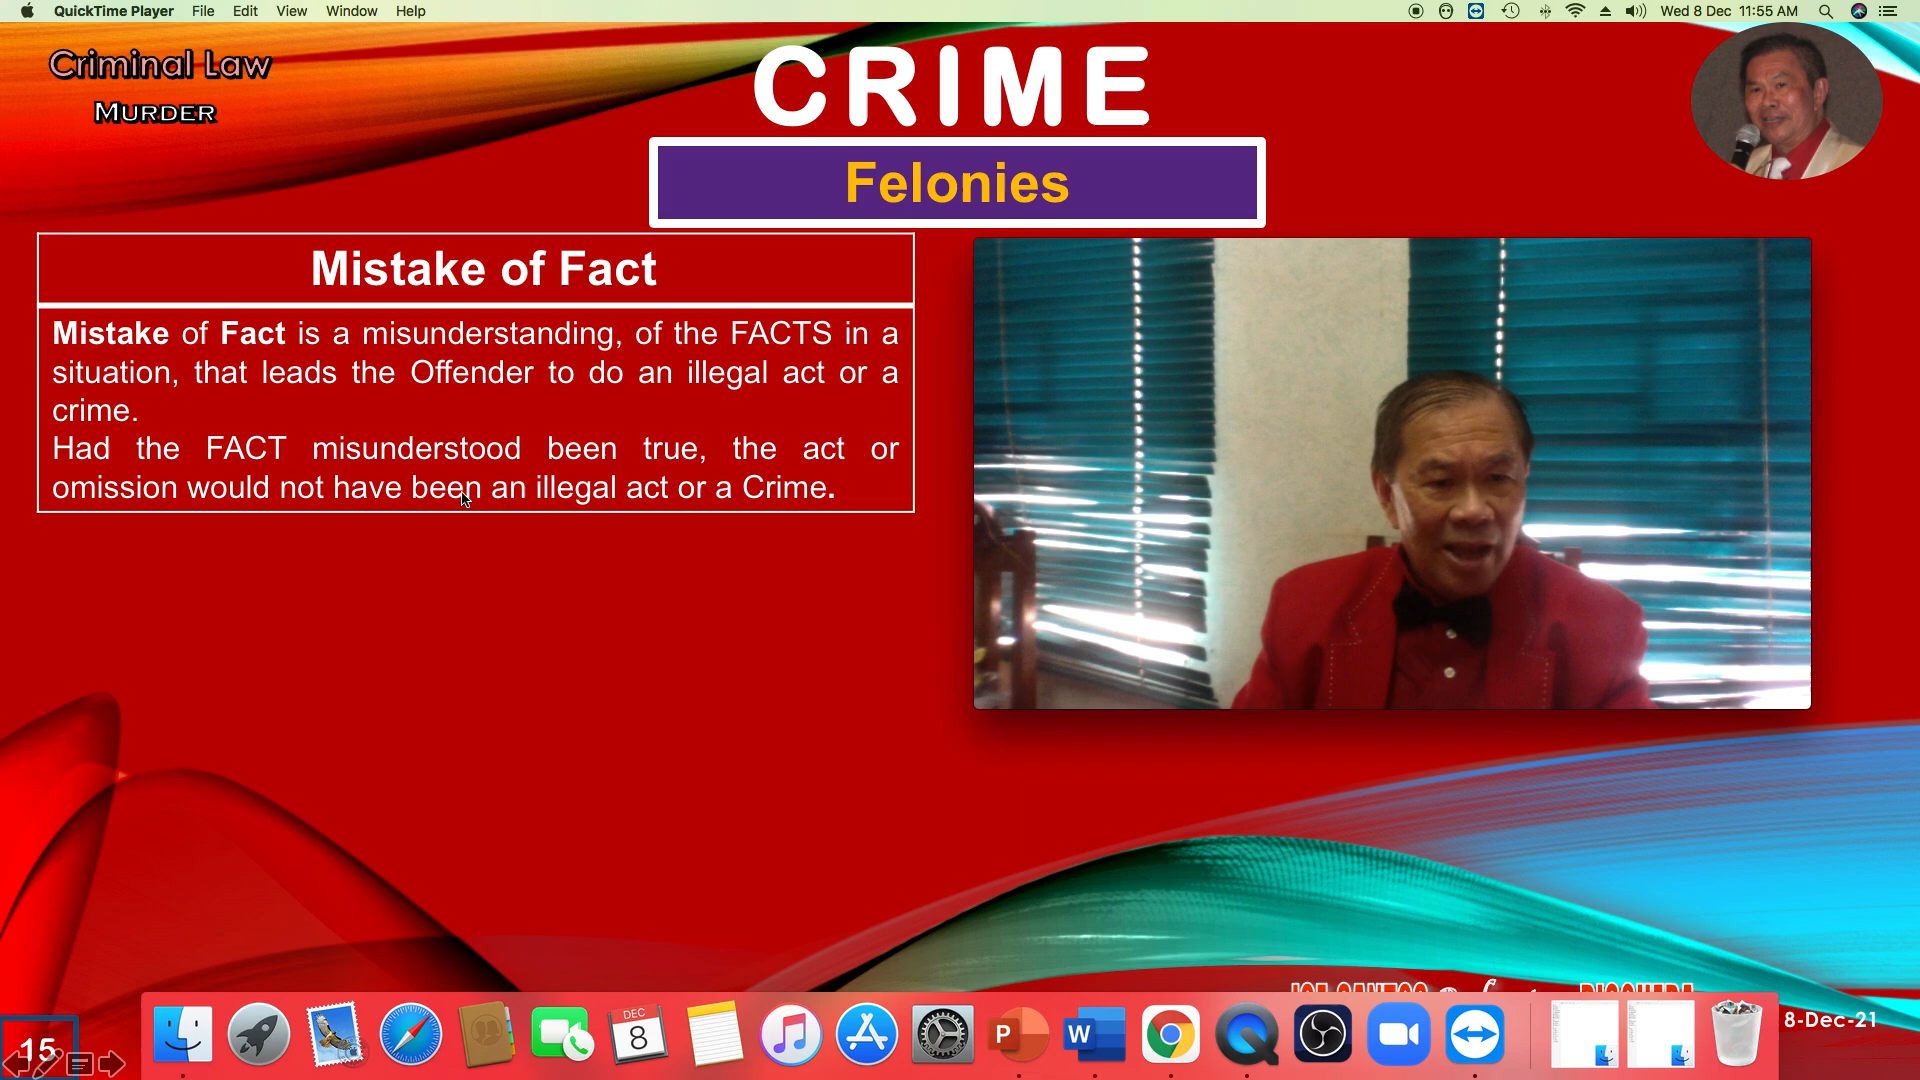 QuickTime Player File Edit View Window Help Wed 8 Dec 11:55 AM
Criminal Law
MURDER
CRIME
Felonies
Mistake of Fact
Mistake of Fact is a misunderstanding, of the FACTS in a
situation, that leads the Offender to do an illegal act or a
crime.
Had the FACT misunderstood been true, the act or
omission would not have been an illegal act or a Crime.
DEC
8
P
W
8-Dec-21
15